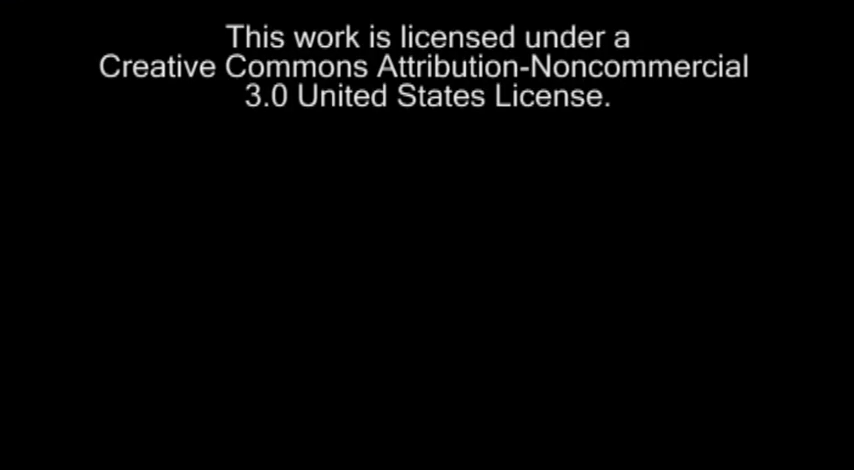 This work is licensed under a
Creative Commons Attribution-Noncommercial
3.0 United States License.